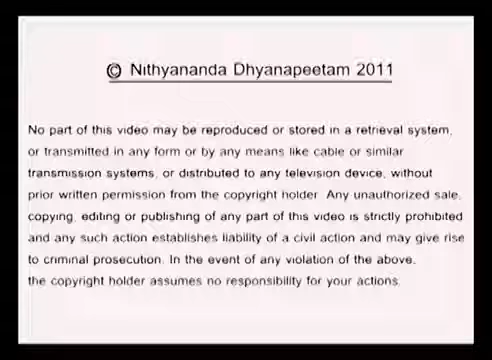 © Nithyananda Dhyanapeetam 2011
No part of this video may be reproduced or stored in a retrieval system,
or transmitted in any form or by any means like cable or similar
transmission systems, or distributed to any television device, without
prior written permission from the copyright holder. Any unauthorized sale,
copying, editing or publishing of any part of this video is strictly prohibited
and any such action establishes liability of a civil action and may give rise
to criminal prosecution. In the event of any violation of the above,
the copyright holder assumes no responsibility for your actions.